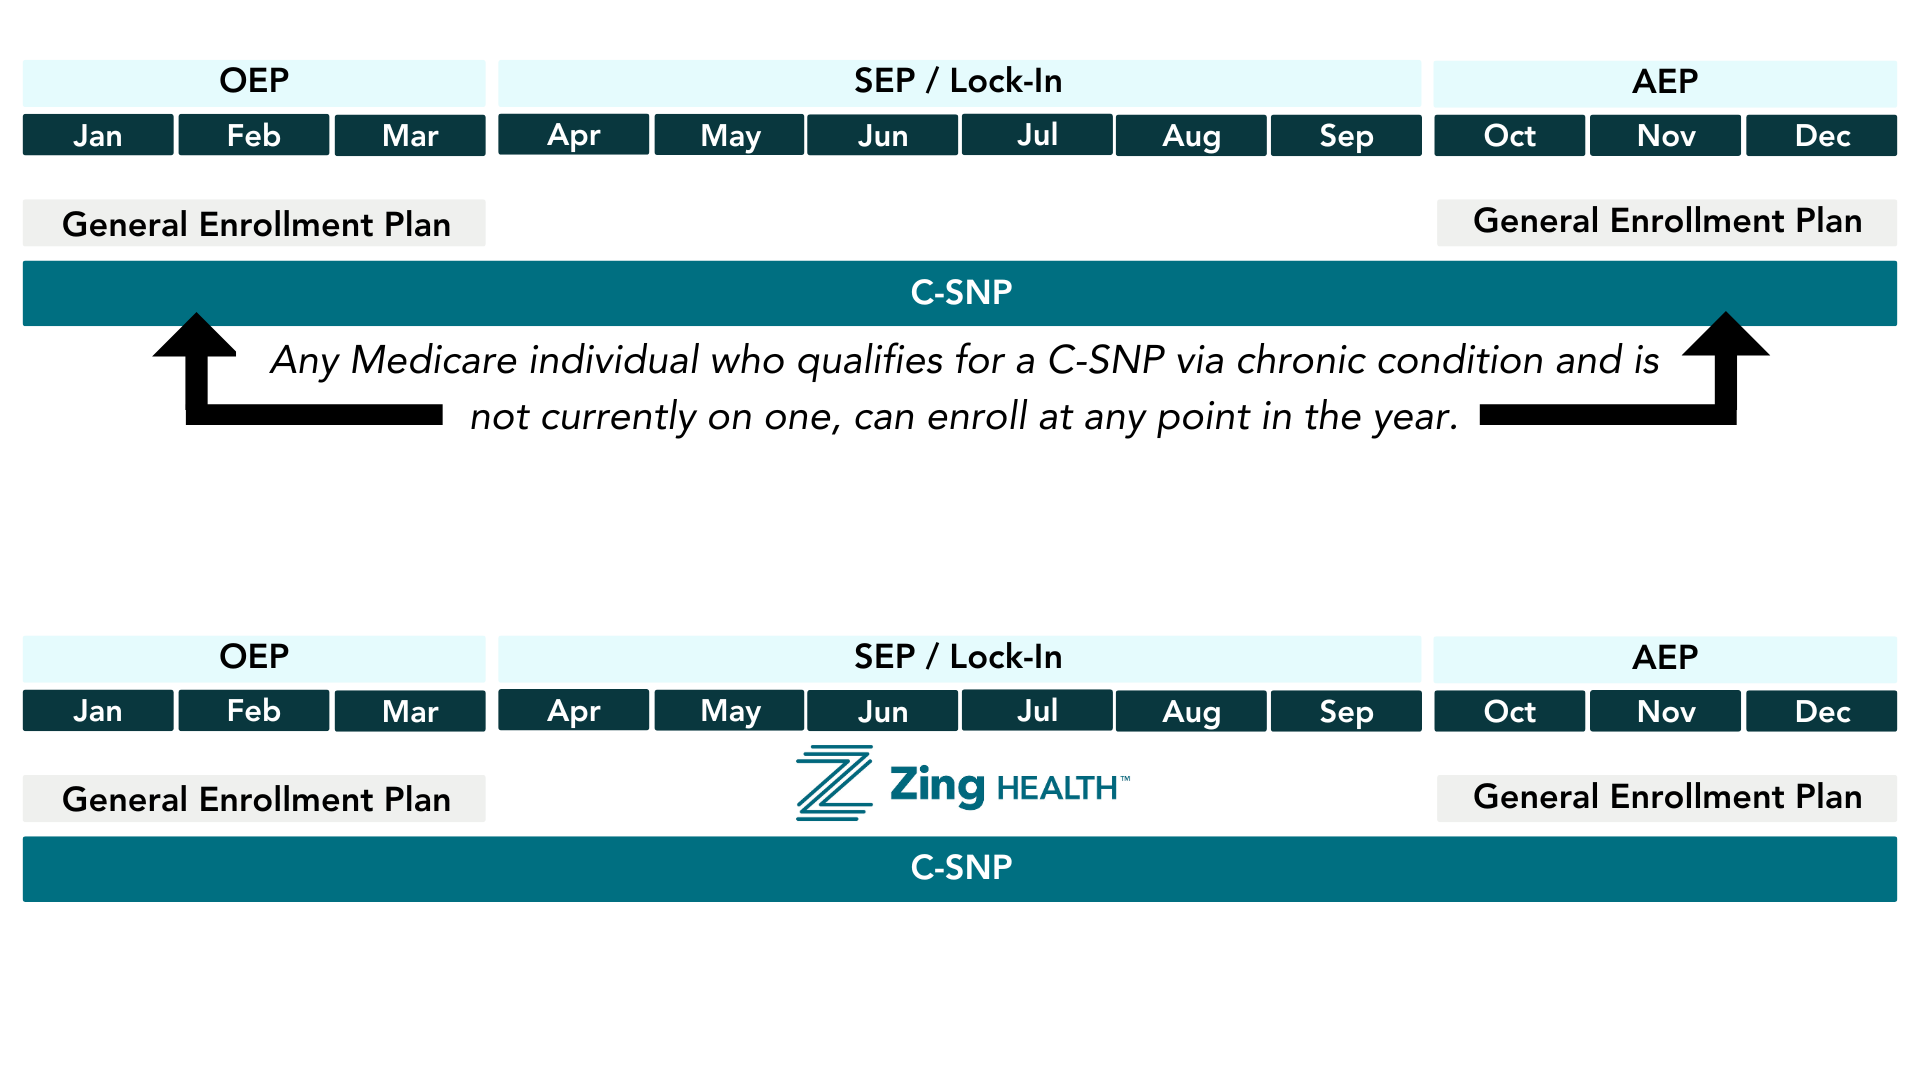 OEP SEP / Lock-In AEP
Jan Feb Mar Apr May Jun Jul Aug Sep Oct Nov Dec
General Enrollment Plan General Enrollment Plan
C-SNP
Any Medicare individual who qualifies for a C-SNP via chronic condition and is
not currently on one, can enroll at any point in the year.
OEP SEP / Lock-In AEP
Jan Feb Mar Apr May Jun Jul Aug Sep Oct Nov Dec
General Enrollment Plan Zing HEALTH™ General Enrollment Plan
C-SNP